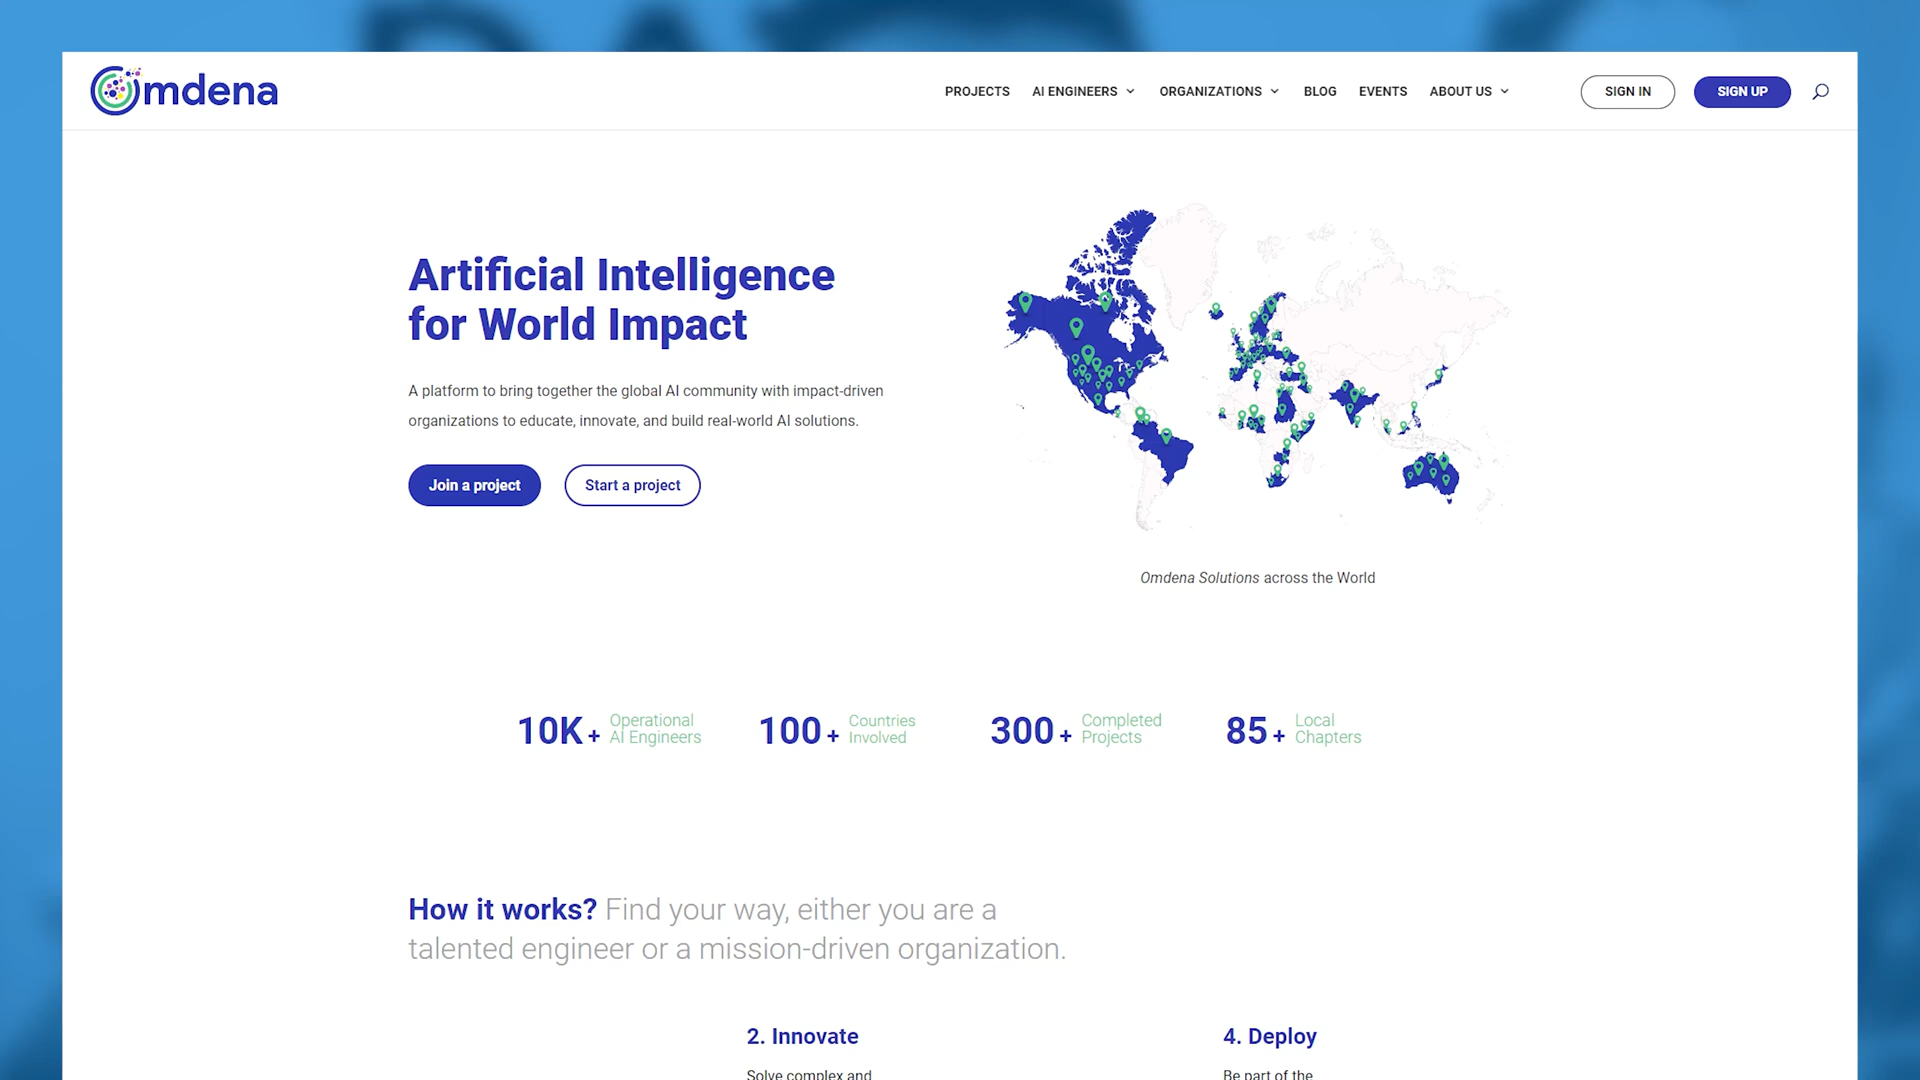 Omdena
PROJECTS
AI ENGINEERS
ORGANIZATIONS
BLOG
EVENTS
ABOUT US
SIGN IN
SIGN UP
Artificial Intelligence
for World Impact
A platform to bring together the global AI community with impact-driven
organizations to educate, innovate, and build real-world AI solutions.
Join a project
Start a project
Omdena Solutions across the World
10K+
Operational
AI Engineers
100+
Countries
Involved
300+
Completed
Projects
85+
Local
Chapters
How it works? Find your way, either you are a
talented engineer or a mission-driven organization.
2. Innovate
Solve complex and
4. Deploy
Be part of the